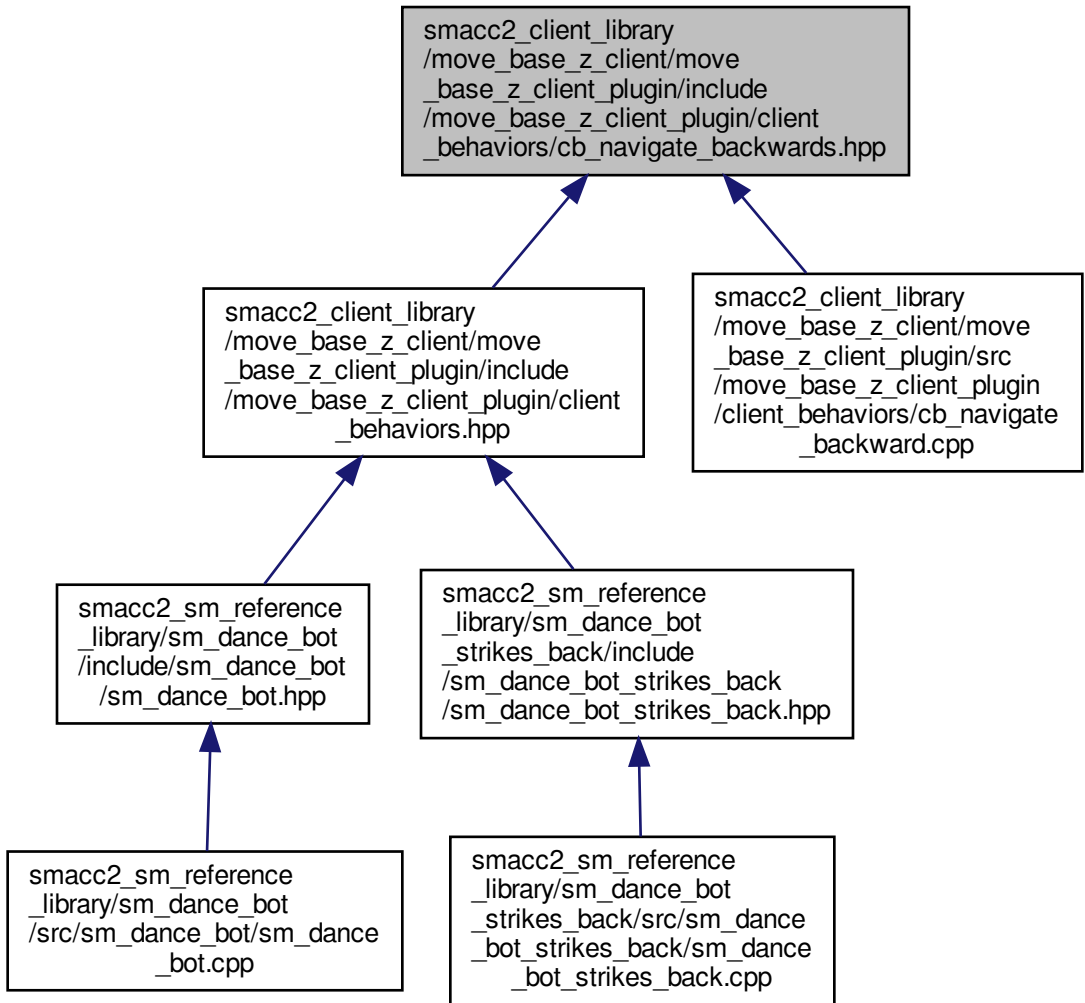 smacc2_client_library
/move_base_z_client/move
_base_z_client_plugin/include
/move_base_z_client_plugin/client
_behaviors/cb_navigate_backwards.hpp
smacc2_client_library
/move_base_z_client/move
_base_z_client_plugin/include
/move_base_z_client_plugin/client
_behaviors.hpp
smacc2_client_library
/move_base_z_client/move
_base_z_client_plugin/src
/move_base_z_client_plugin
/client_behaviors/cb_navigate
_backward.cpp
smacc2_sm_reference
_library/sm_dance_bot
/include/sm_dance_bot
/sm_dance_bot.hpp
smacc2_sm_reference
_library/sm_dance_bot
_strikes_back/include
/sm_dance_bot_strikes_back
/sm_dance_bot_strikes_back.hpp
smacc2_sm_reference
_library/sm_dance_bot
/src/sm_dance_bot/sm_dance
_bot.cpp
smacc2_sm_reference
_library/sm_dance_bot
_strikes_back/src/sm_dance
_bot_strikes_back/sm_dance
_bot_strikes_back.cpp